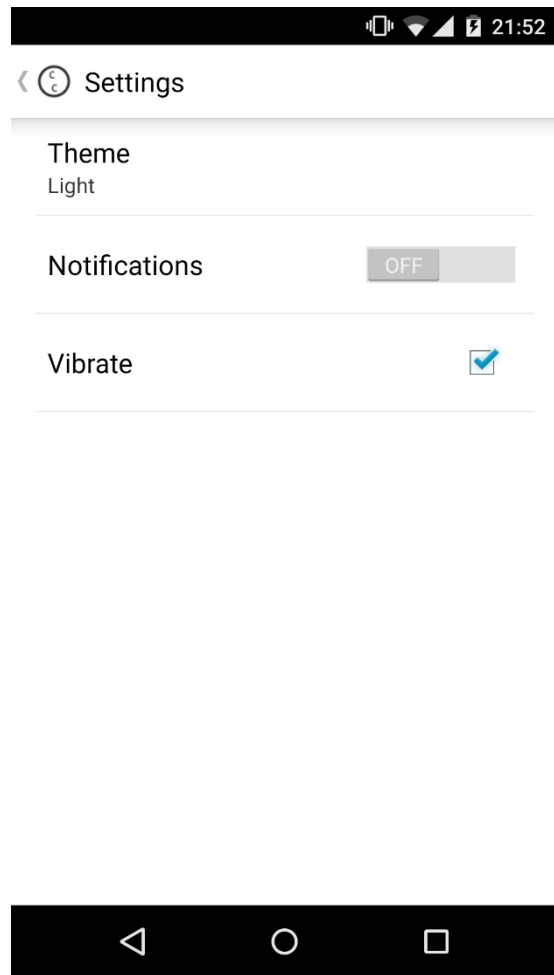 21:52
C
C
Settings
Theme
Light
Notifications
OFF
Vibrate